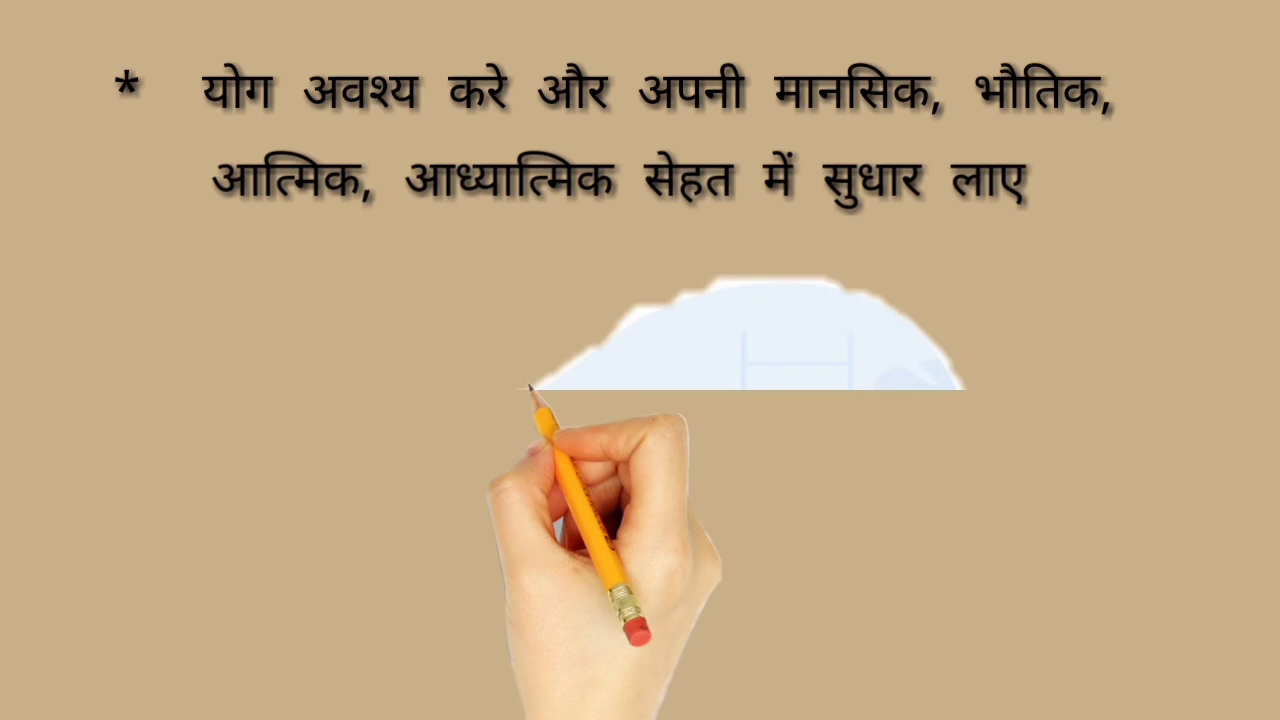 * योग अवश्य करे और अपनी मानसिक, भौतिक,
आत्मिक, आध्यात्मिक सेहत में सुधार लाए